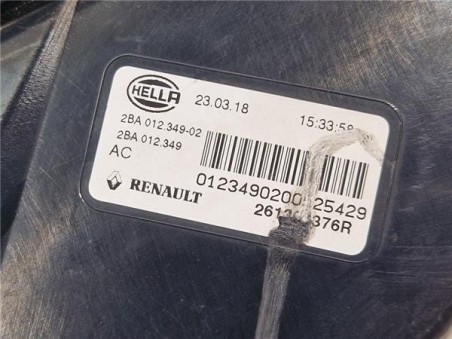 HELLA
23.03.18 15:33:58
2BA 012.349-02
2BA 012.349
AC
RENAULT